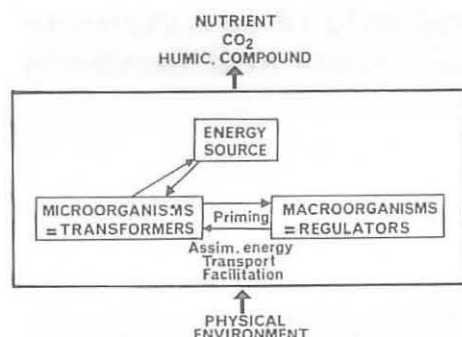 NUTRIENT
CO2
HUMIC, COMPOUND
ENERGY
SOURCE
MICROORGANISMS
= TRANSFORMERS
Priming
MACROORGANISMS
= REGULATORS
Assim, energy
Transport
Facilitation
PHYSICAL
ENVIRONMENT